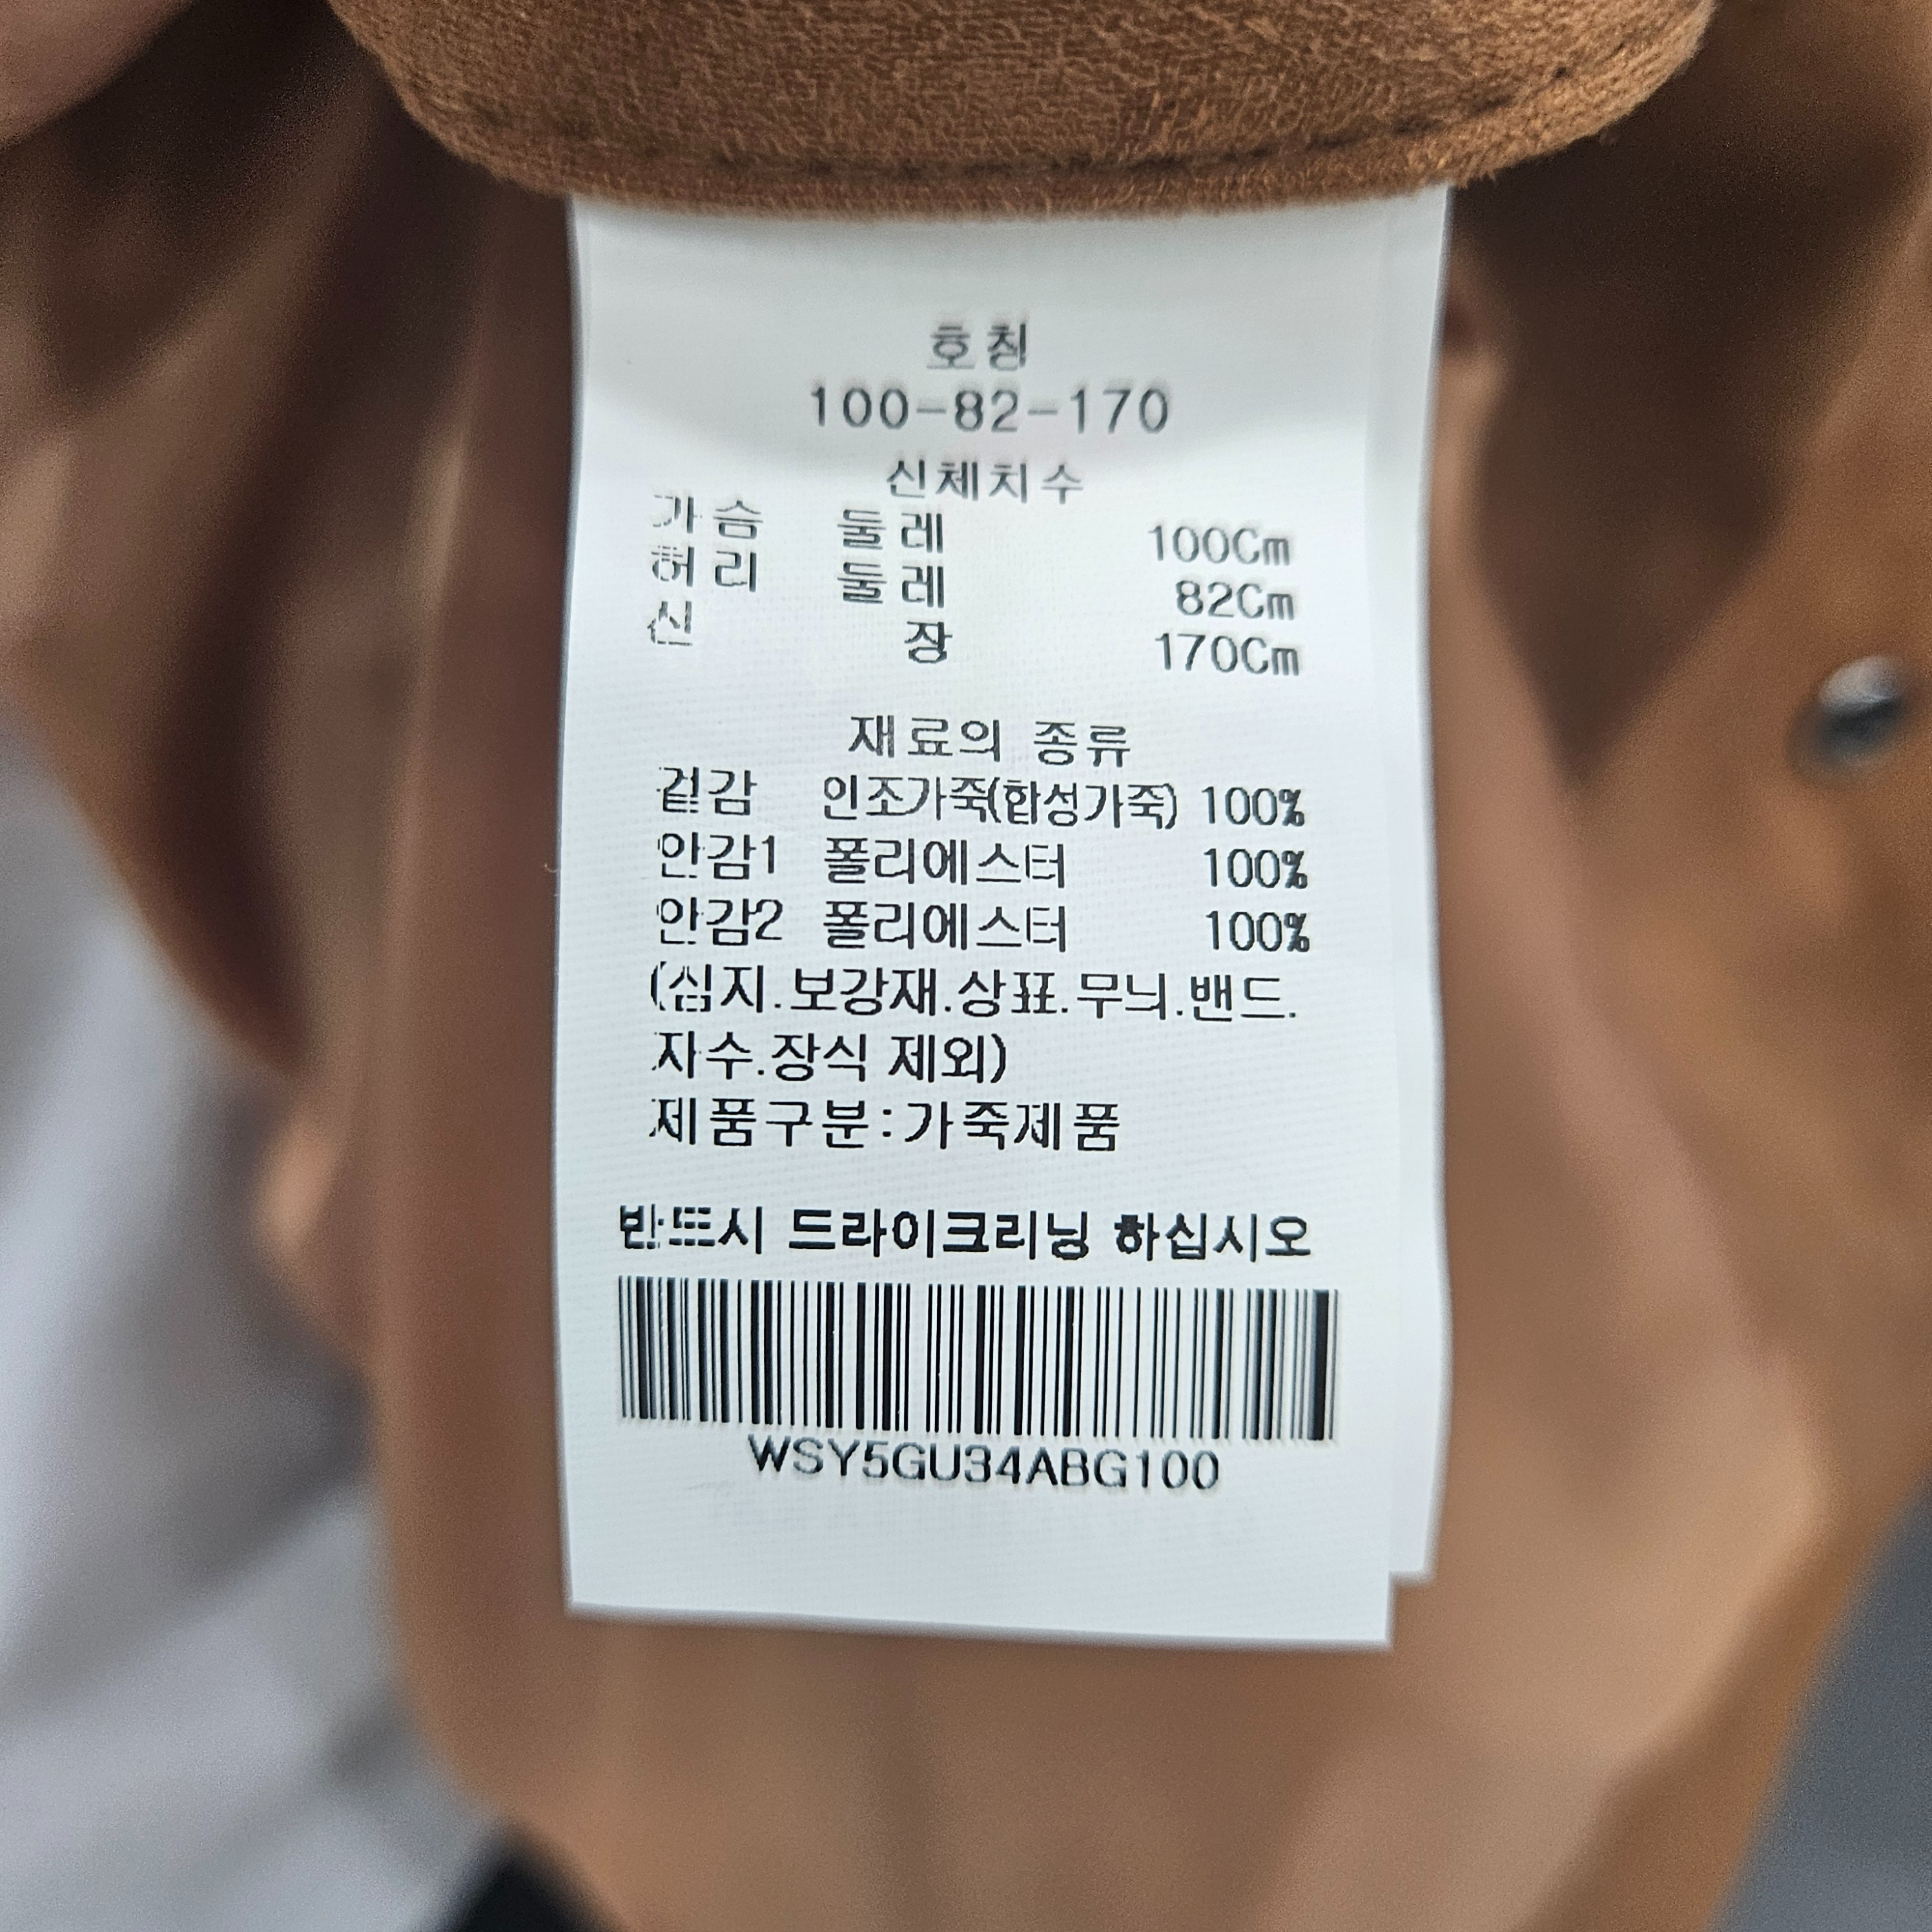 호칭
100-82-170
신체치수
가슴 둘레 100Cm
허리 둘레 82Cm
신 장 170Cm
재료의 종류
겉감 인조가죽(합성가죽) 100%
안감1 폴리에스터 100%
안감2 폴리에스터 100%
(심지.보강재.상표.무늬.밴드.
자수.장식 제외)
제품구분:가죽제품
반드시 드라이크리닝 하십시오
WSY5GU34ABG100